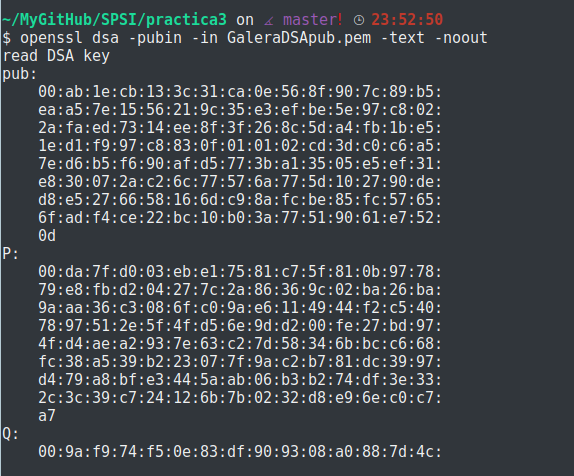 ~/MyGitHub/SPSI/practica3 on master! 23:52:50
$ openssl dsa -pubin -in GaleraDSApub.pem -text -noout
read DSA key
pub:
00:ab:1e:cb:13:3c:31:ca:0e:56:8f:90:7c:89:b5:
ea:a5:7e:15:56:21:9c:35:e3:ef:be:5e:97:c8:02:
2a:fa:ed:73:14:ee:8f:3f:26:8c:5d:a4:fb:1b:e5:
1e:d1:f9:97:c8:83:0f:01:01:02:cd:3d:c0:c6:a5:
7e:d6:b5:f6:90:af:d5:77:3b:a1:35:05:e5:ef:31:
e8:30:07:2a:c2:6c:77:57:6a:77:5d:10:27:90:de:
d8:e5:27:66:58:16:6d:c9:8a:fc:be:85:fc:57:65:
6f:ad:f4:ce:22:bc:10:b0:3a:77:51:90:61:e7:52:
0d
P:
00:da:7f:d0:03:eb:e1:75:81:c7:5f:81:0b:97:78:
79:e8:fb:d2:04:27:7c:2a:86:36:9c:02:ba:26:ba:
9a:aa:36:c3:08:6f:c0:9a:e6:11:49:44:f2:c5:40:
78:97:51:2e:5f:4f:d5:6e:9d:d2:00:fe:27:bd:97:
4f:d4:ae:a2:93:7e:63:c2:7d:58:34:6b:bc:c6:68:
fc:38:a5:39:b2:23:07:7f:9a:c2:b7:81:dc:39:97:
d4:79:a8:bf:e3:44:5a:ab:06:b3:b2:74:df:3e:33:
2c:3c:39:c7:24:12:6b:7b:02:32:d8:e9:6e:c0:c7:
a7
Q:
00:9a:f9:74:f5:0e:83:df:90:93:08:a0:88:7d:4c: